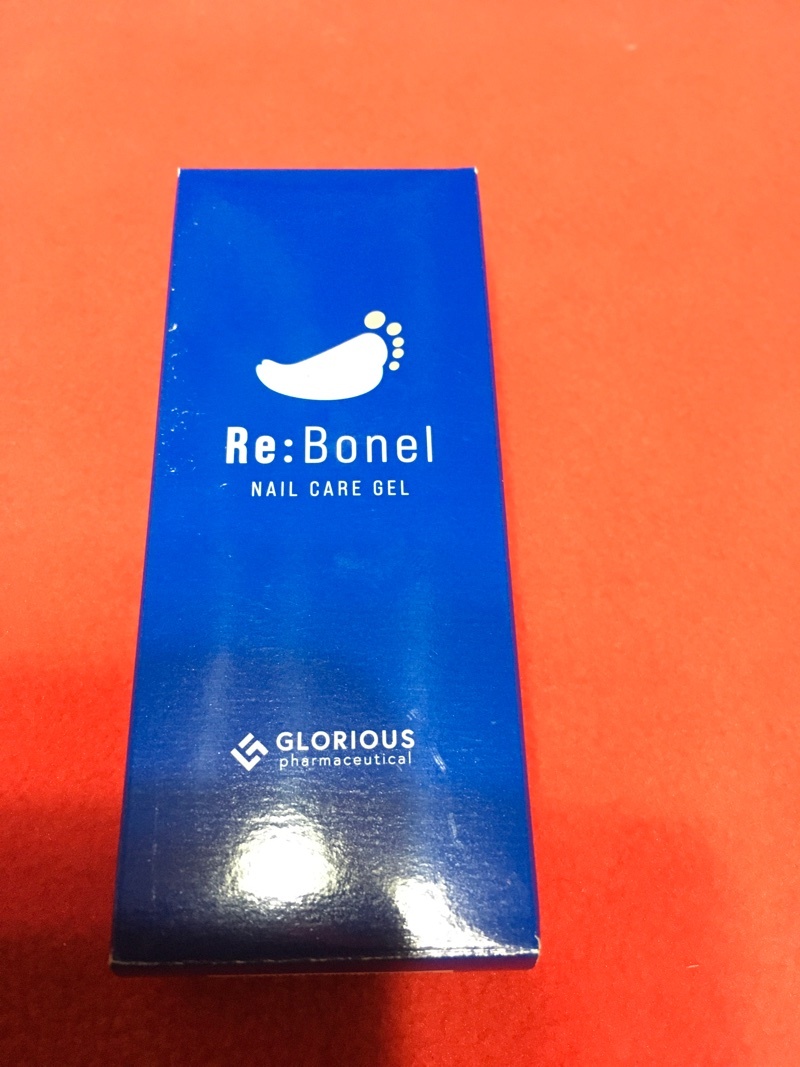 Re:Bonel
NAIL CARE GEL
GLORIOUS
pharmaceutical